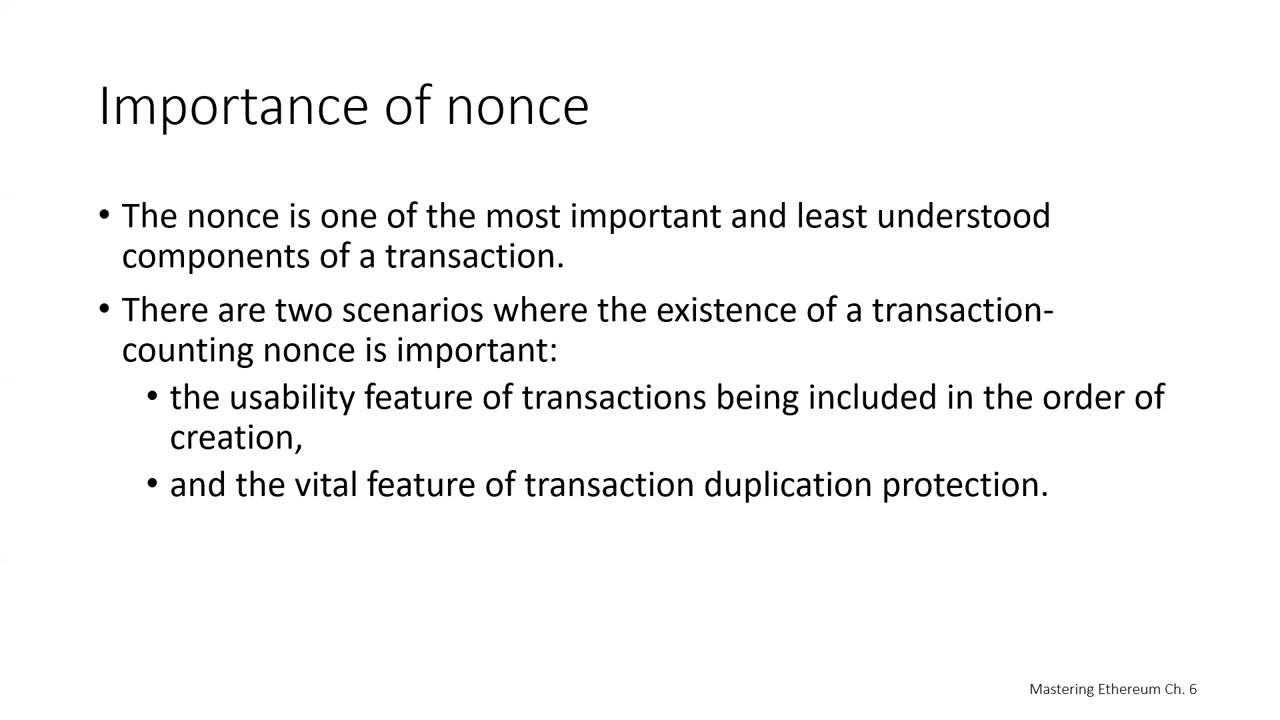 Importance of nonce
• The nonce is one of the most important and least understood
components of a transaction.
• There are two scenarios where the existence of a transaction-
counting nonce is important:
• the usability feature of transactions being included in the order of
creation,
• and the vital feature of transaction duplication protection.
Mastering Ethereum Ch. 6